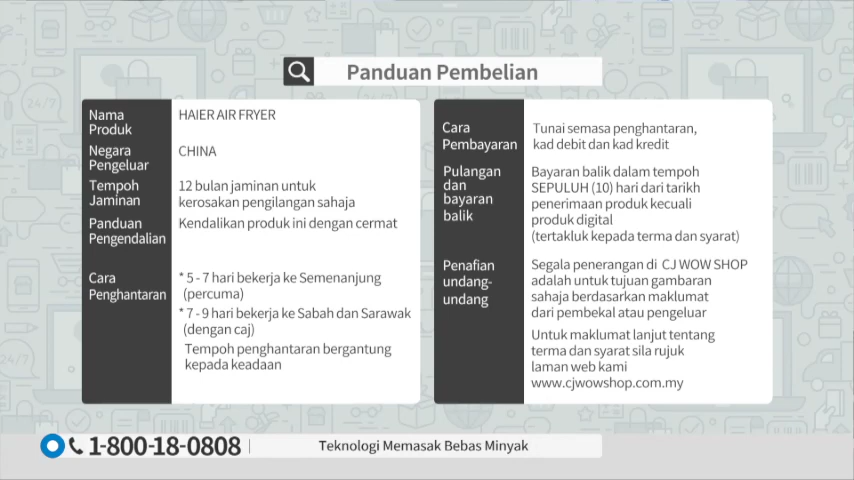 Panduan Pembelian
Nama
Produk
HAIER AIR FRYER
Negara
Pengeluar
CHINA
Tempoh
Jaminan
12 bulan jaminan untuk
kerosakan pengilangan sahaja
Panduan
Pengendalian
Kendalikan produk ini dengan cermat
Cara
Penghantaran
* 5 - 7 hari bekerja ke Semenanjung
(percuma)
* 7 - 9 hari bekerja ke Sabah dan Sarawak
(dengan caj)
Tempoh penghantaran bergantung
kepada keadaan
Cara
Pembayaran
Tunai semasa penghantaran,
kad debit dan kad kredit
Pulangan
dan
bayaran
balik
Bayaran balik dalam tempoh
SEPULUH (10) hari dari tarikh
penerimaan produk kecuali
produk digital
(tertakluk kepada terma dan syarat)
Penafian
undang-
undang
Segala penerangan di CJ WOW SHOP
adalah untuk tujuan gambaran
sahaja berdasarkan maklumat
dari pembekal atau pengeluar
Untuk maklumat lanjut tentang
terma dan syarat sila rujuk
laman web kami
www.cjwowshop.com.my
1-800-18-0808
Teknologi Memasak Bebas Minyak